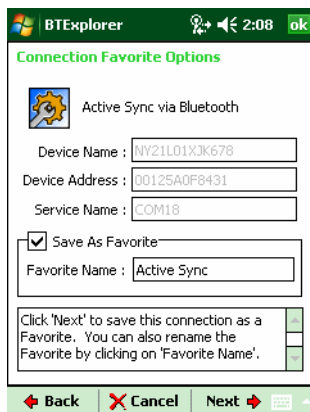 BTExplorer 2:08 ok
Connection Favorite Options
Active Sync via Bluetooth
Device Name : NY21L01XJK678
Device Address : 00125A0F8431
Service Name : COM18
Save As Favorite
Favorite Name : Active Sync
Click 'Next' to save this connection as a
Favorite. You can also rename the
Favorite by clicking on 'Favorite Name'.
Back Cancel Next